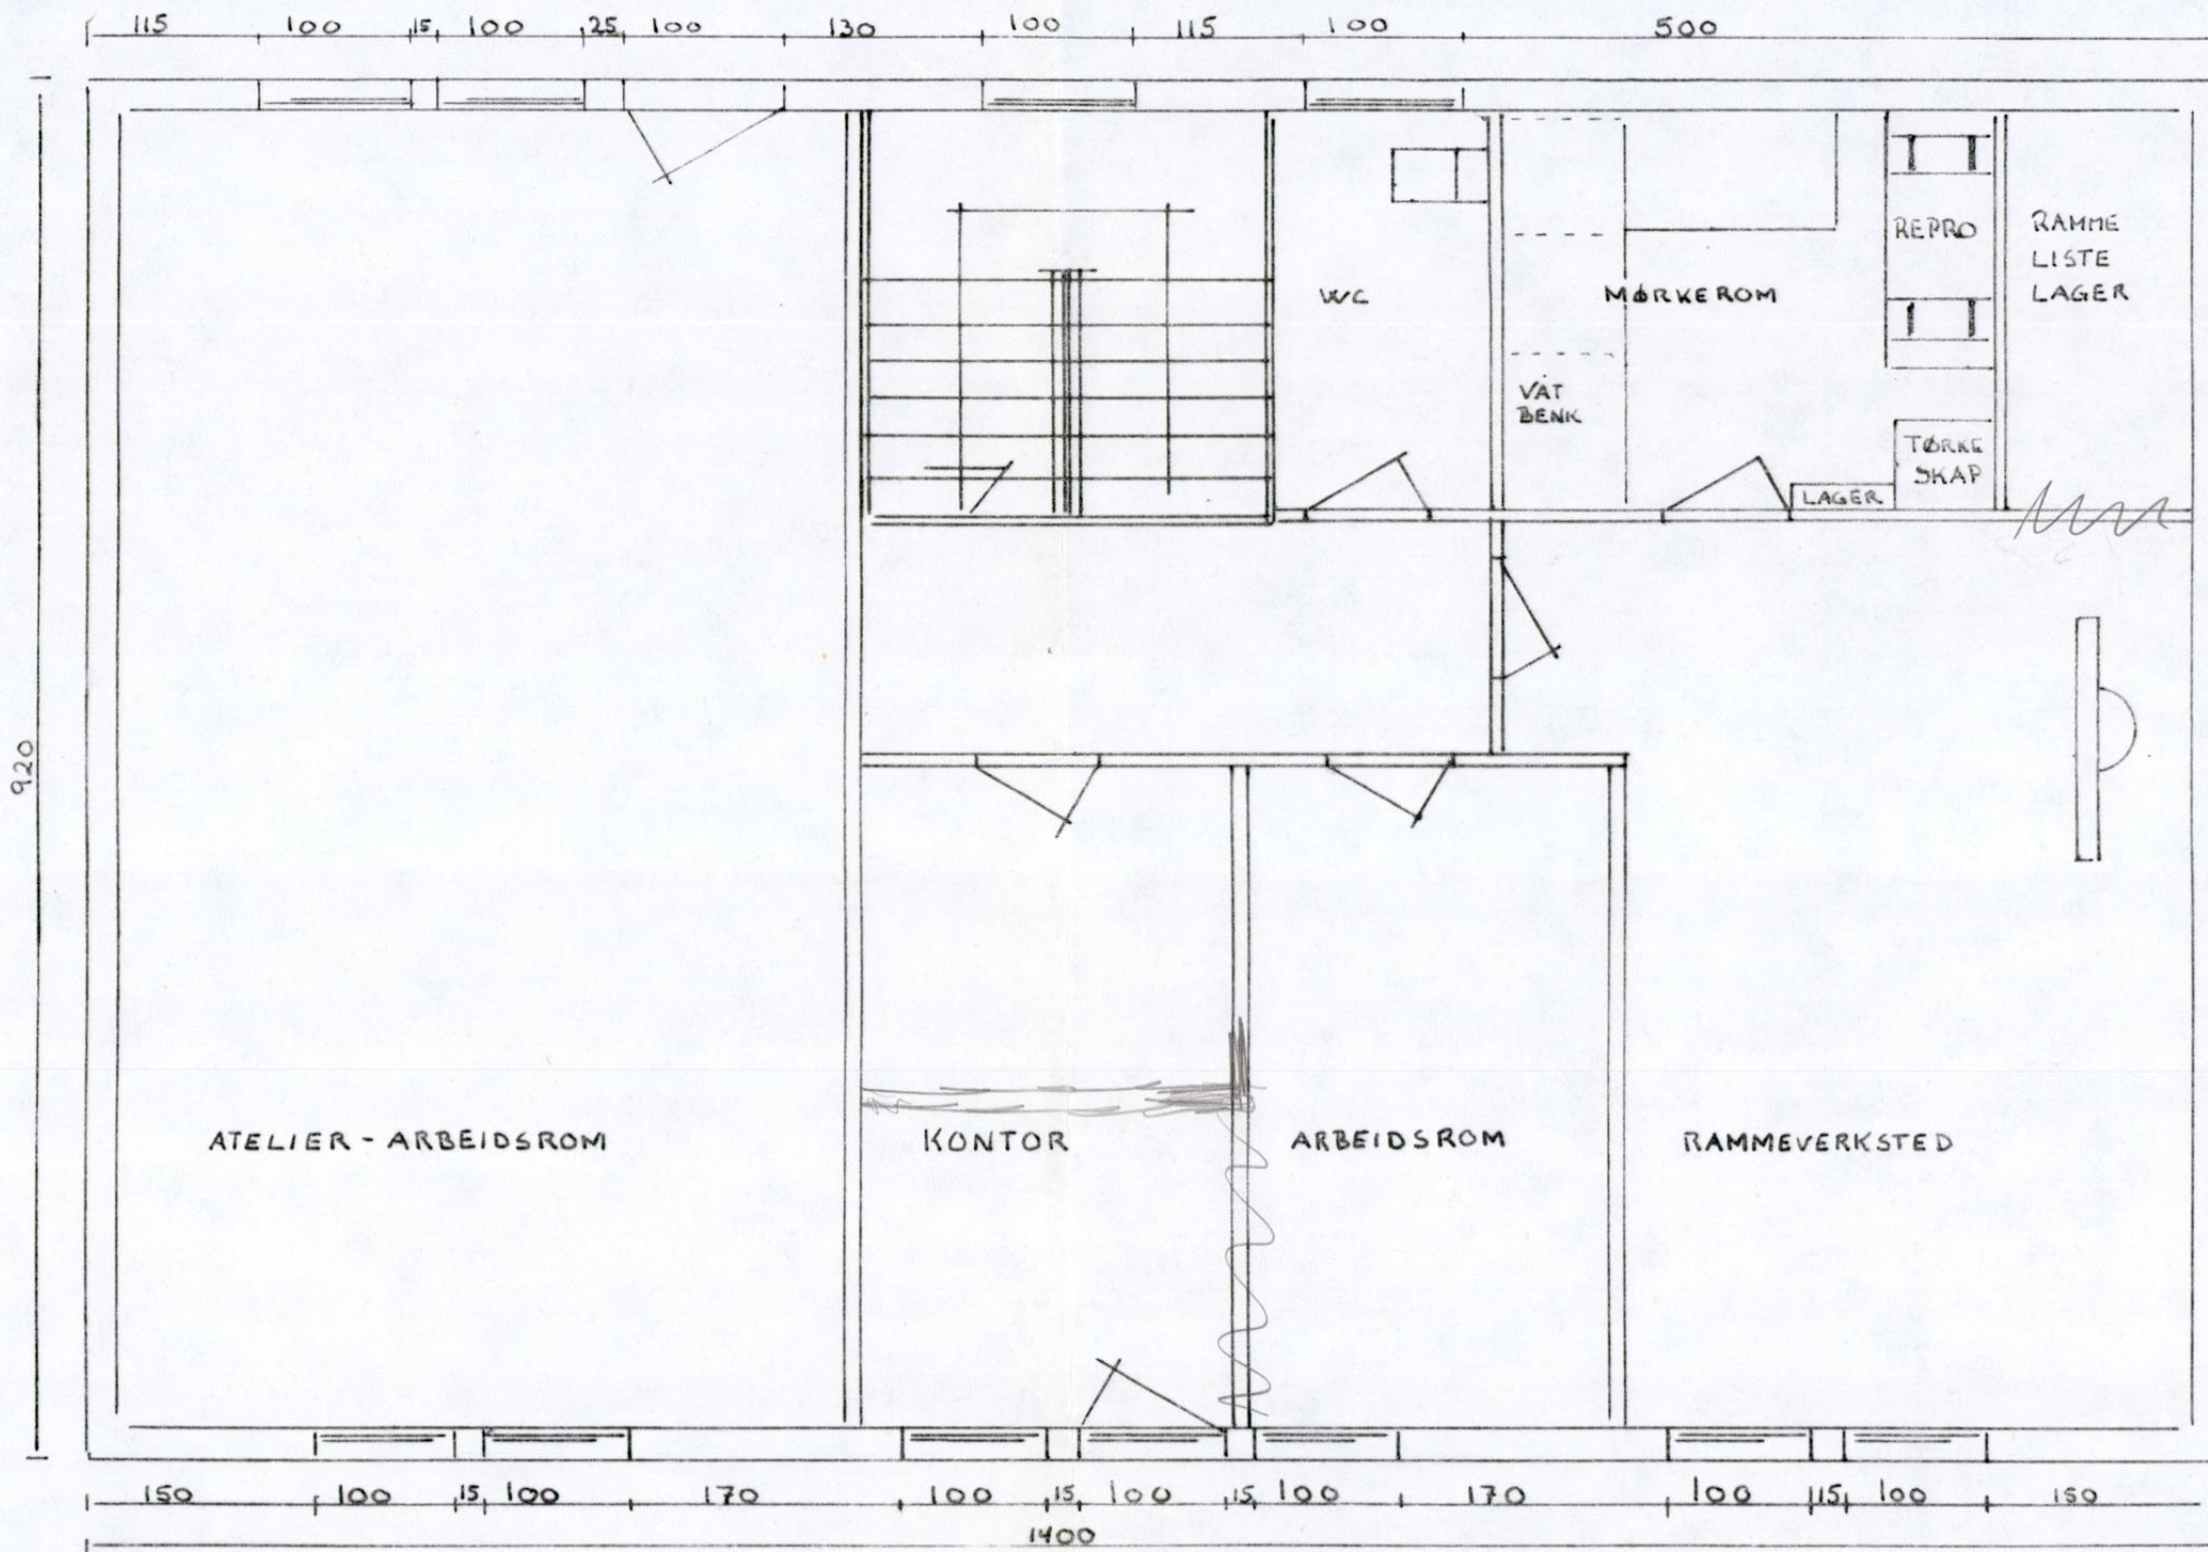 115 100 15 100 25 100 130 100 115 100 500
REPRO
RAMME
LISTE
LAGER
WC
MØRKEROM
VÅT
BENK
TØRKE
SKAP
LAGER
920
ATELIER - ARBEIDSROM
KONTOR
ARBEIDSROM
RAMMEVERKSTED
150 100 15 100 170 100 15 100 15 100 170 100 15 100 150
1400